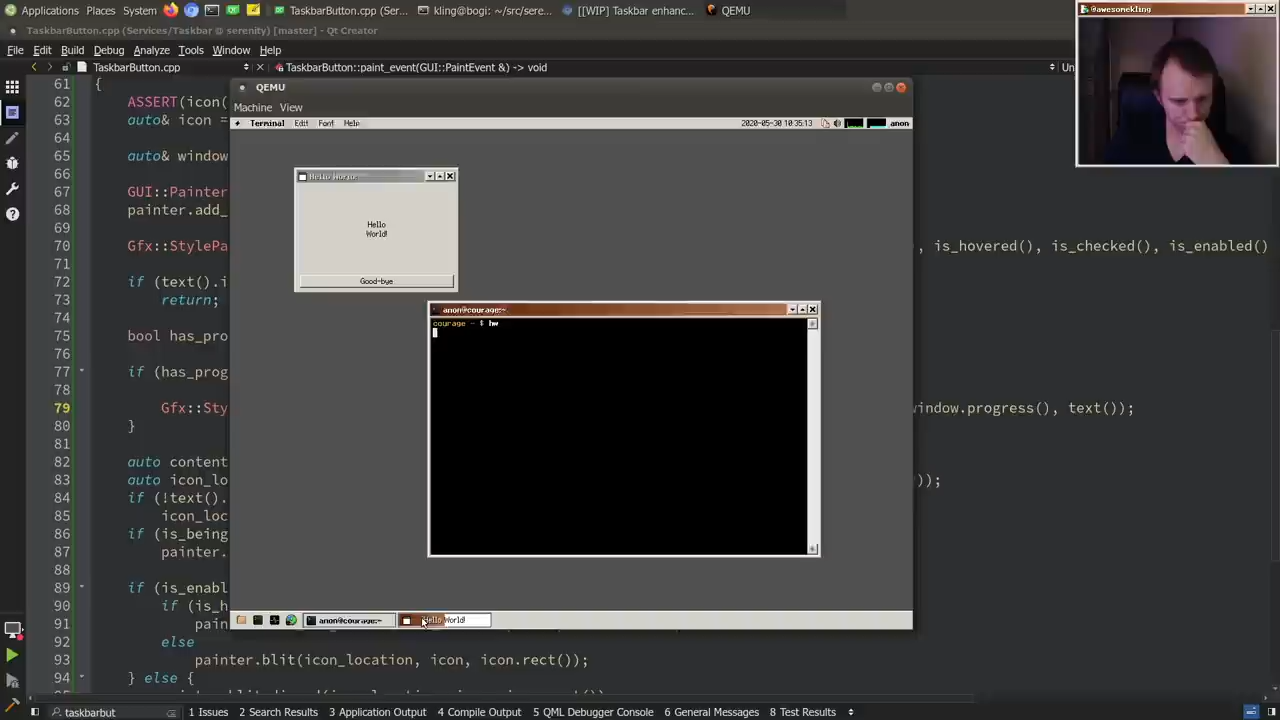 Applications Places System TaskbarButton.cpp (Ser... kling@bogi: ~/src/sere... [[WIP] Taskbar enhanc... QEMU
@awesomekling
TaskbarButton.cpp (Services/Taskbar @ serenity) [master] - Qt Creator
File Edit Build Debug Analyze Tools Window Help
TaskbarButton.cpp TaskbarButton::paint_event(GUI::PaintEvent &) -> void Un
61 {
62 ASSERT(icon(
63 auto& icon =
64
65 auto& window
66
67 GUI::Painter
68 painter.add_
69
70 Gfx::StylePa , is_hovered(), is_checked(), is_enabled()
71
72 if (text().i
73 return;
74
75 bool has_pro
76
77 if (has_prog
78
79 Gfx::Sty window.progress(), text());
80 }
81
82 auto content
83 auto icon_lo ));
84 if (!text().
85 icon_loc
86 if (is_being
87 painter.
88
89 if (is_enabl
90 if (is_h
91 pain
92 else
93 painter.blit(icon_location, icon, icon.rect());
94 } else {
QEMU
Machine View
Terminal Edit Font Help 2020-05-30 10:35:13 anon
Hello World!
Hello
World!
Good-bye
anon@courage:~
courage ~ $ hw
anon@courage:~ Hello World!
taskbarbut 1 Issues 2 Search Results 3 Application Output 4 Compile Output 5 QML Debugger Console 6 General Messages 8 Test Results